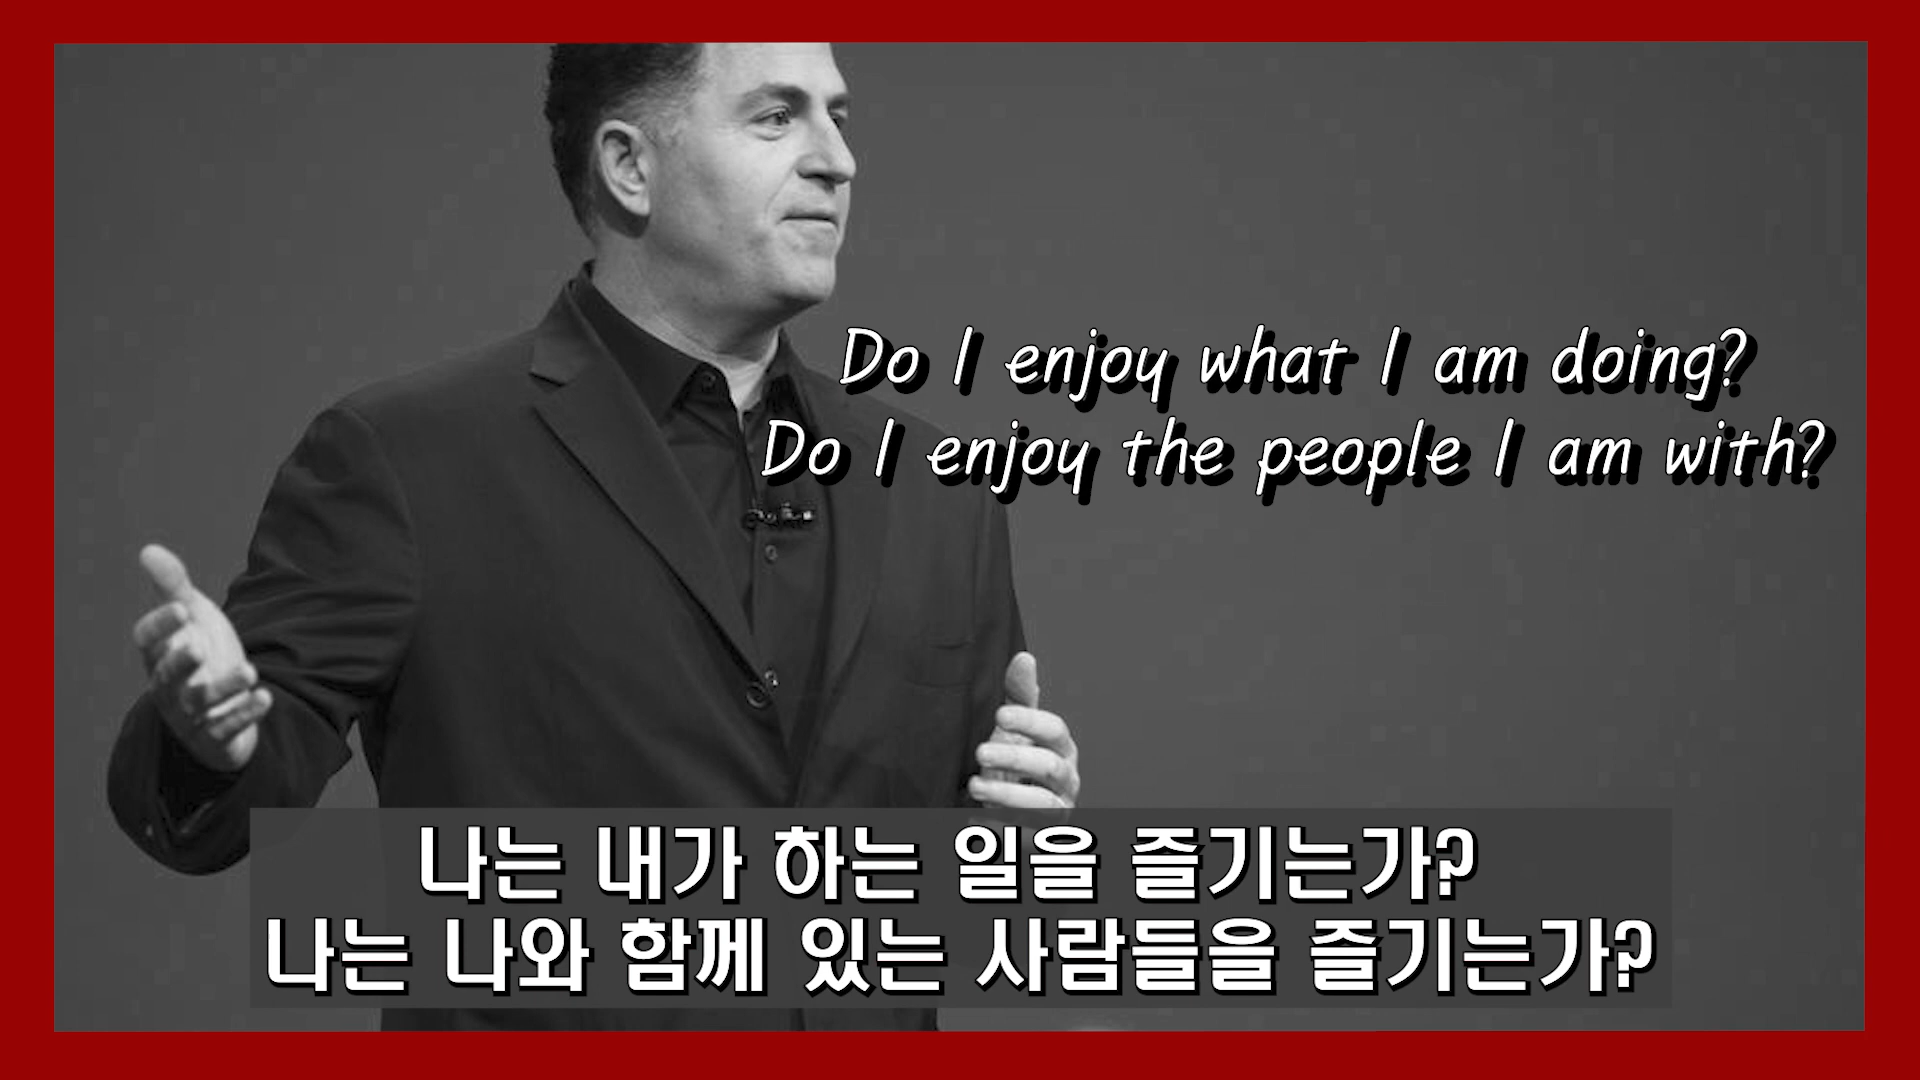 Do I enjoy what I am doing?
Do I enjoy the people I am with?
나는 내가 하는 일을 즐기는가?
나는 나와 함께 있는 사람들을 즐기는가?